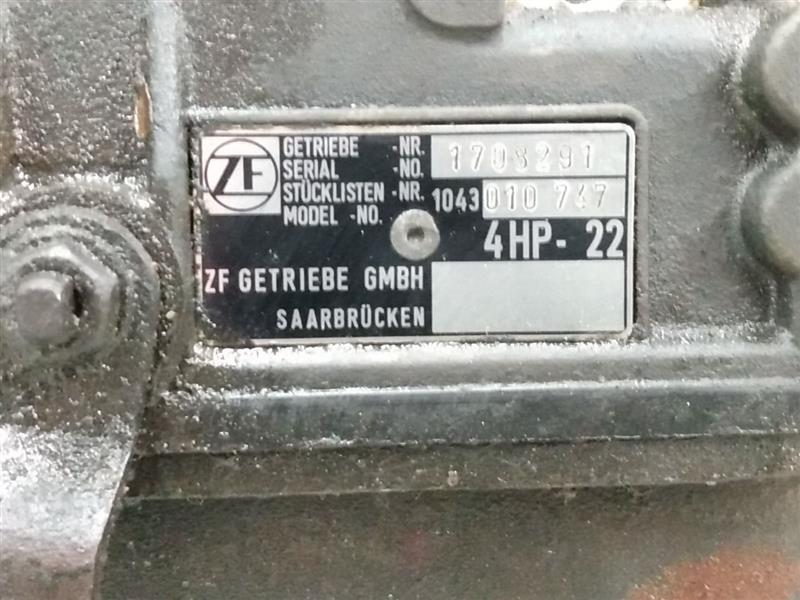 ZF
GETRIEBE -NR.
SERIAL -NO. 1708291
STÜCKLISTEN -NR. 1043 010 747
MODEL -NO.
4HP-22
ZF GETRIEBE GMBH
SAARBRÜCKEN